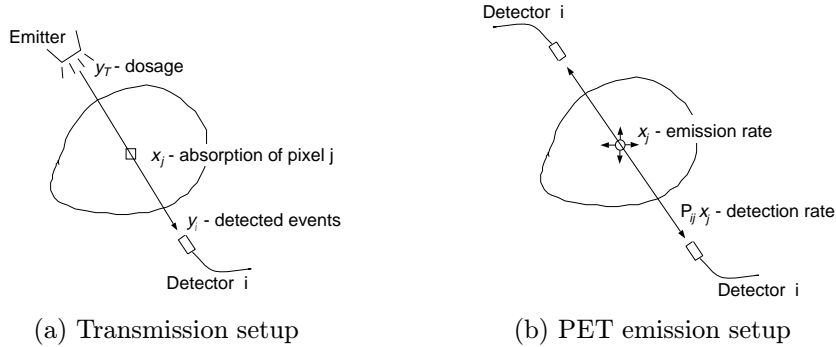 Emitter
y_T - dosage
x_j - absorption of pixel j
y_i - detected events
Detector i
(a) Transmission setup
Detector i
x_j - emission rate
P_ij x_j - detection rate
Detector i
(b) PET emission setup